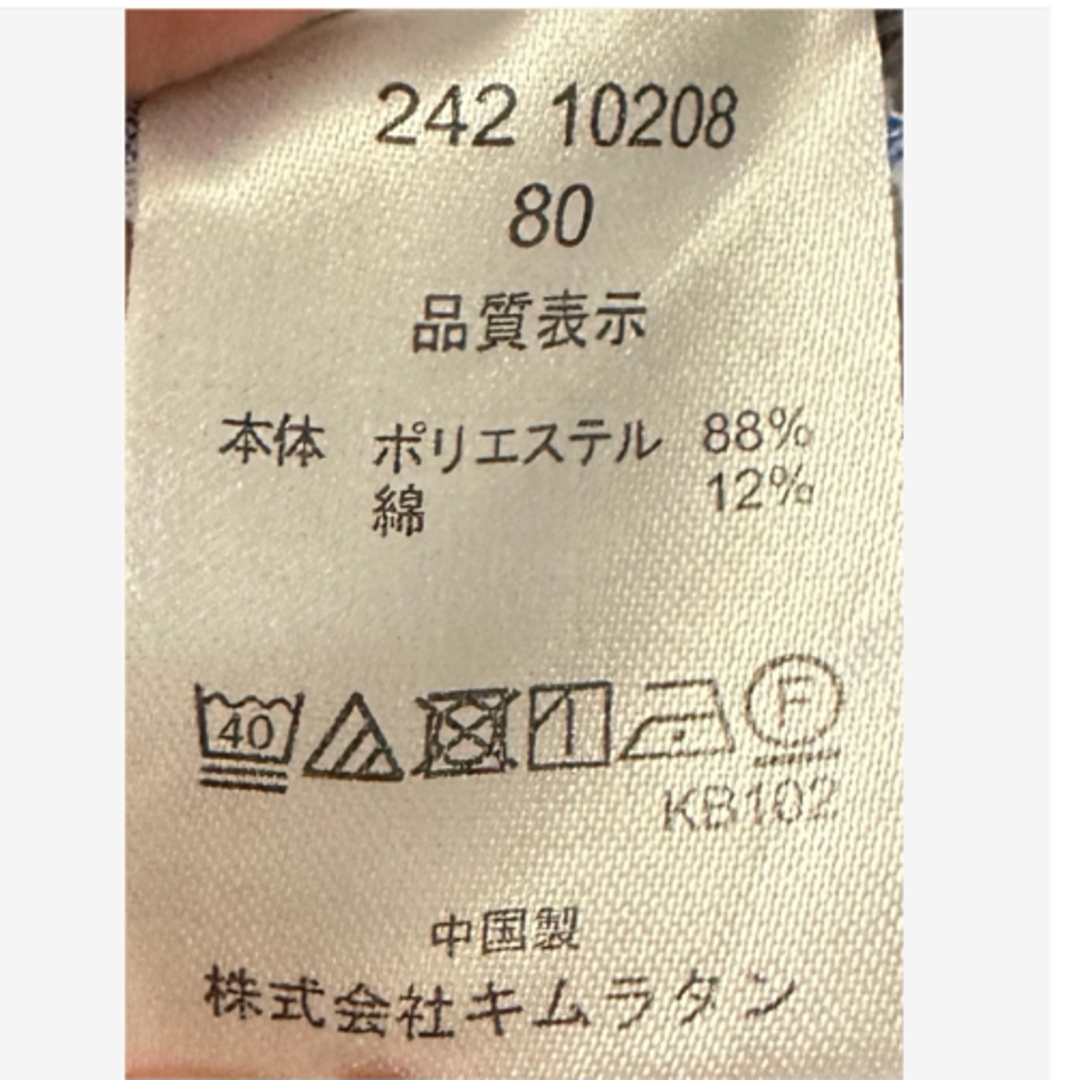 242 10208
80
品質表示
本体 ポリエステル 88%
綿 12%
40
F
KB102
中国製
株式会社キムラタン